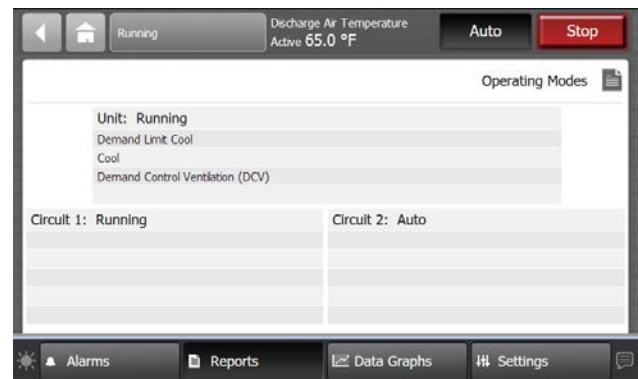 Running
Discharge Air Temperature
Active 65.0 °F
Auto
Stop
Operating Modes
Unit: Running
Demand Limit Cool
Cool
Demand Control Ventilation (DCV)
Circuit 1: Running
Circuit 2: Auto
Alarms
Reports
Data Graphs
Settings